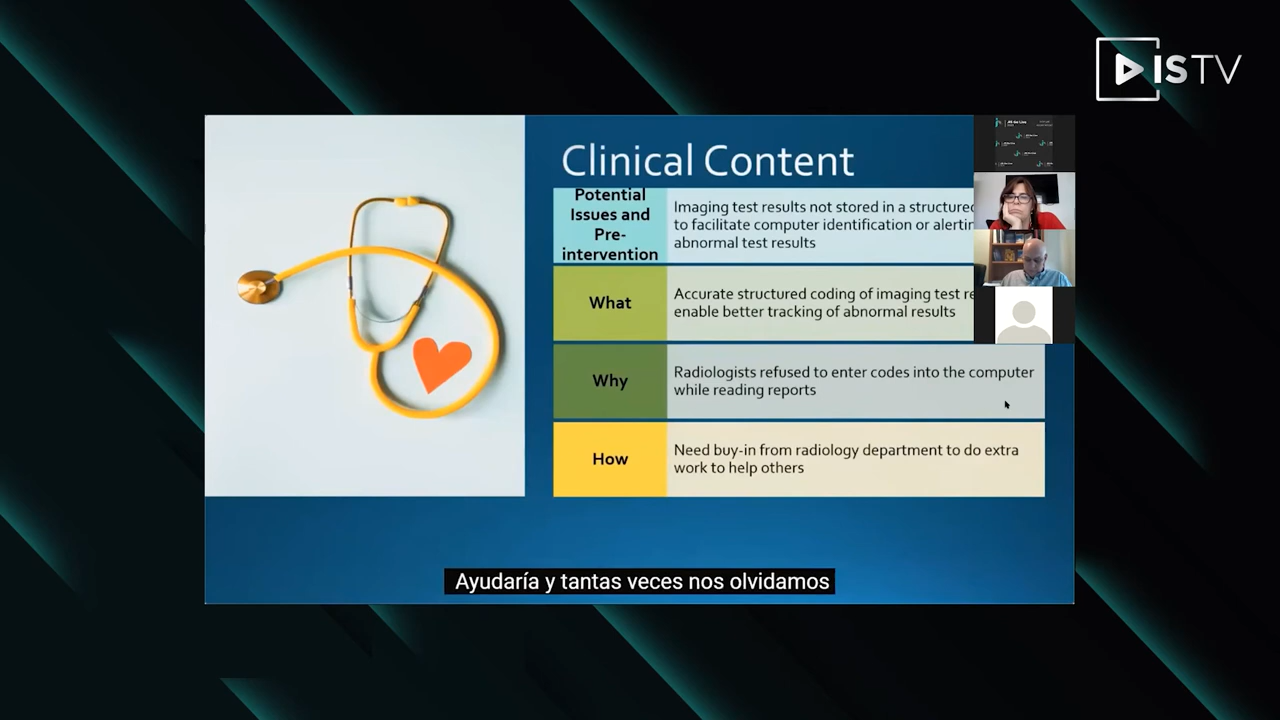 IS TV
Clinical Content
Potential
Issues and
Pre-
intervention
Imaging test results not stored in a structured
to facilitate computer identification or
abnormal test results
What
Accurate structured coding of imaging test
enable better tracking of abnormal results
Why
Radiologists refused to enter codes into the computer
while reading reports
How
Need buy-in from radiology department to do extra
work to help others
Ayudaría y tantas veces nos olvidamos